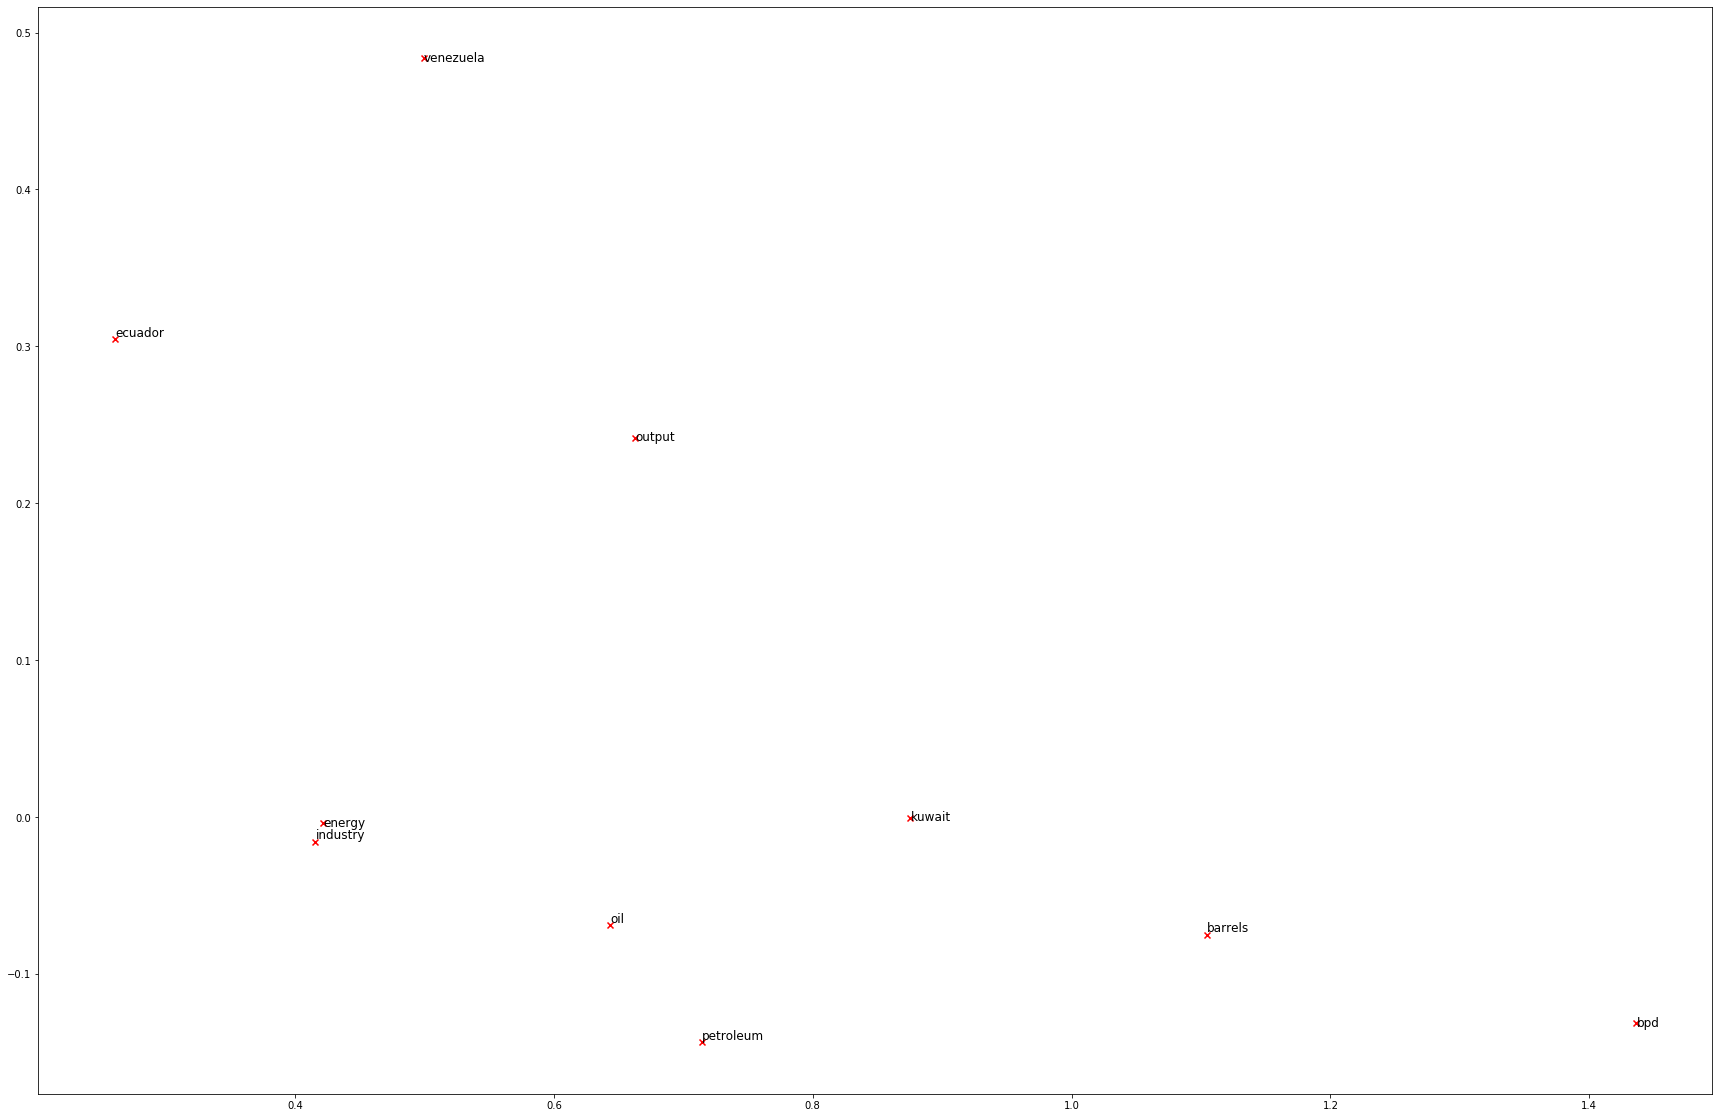 0.5
venezuela
0.4
ecuador
0.3
output
0.2
0.1
0.0
energy
kuwait
industry
oil
barrels
−0.1
bpd
petroleum
0.4 0.6 0.8 1.0 1.2 1.4